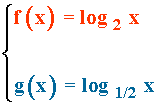 f(x) = log ₂ x
g(x) = log ₁/₂ x